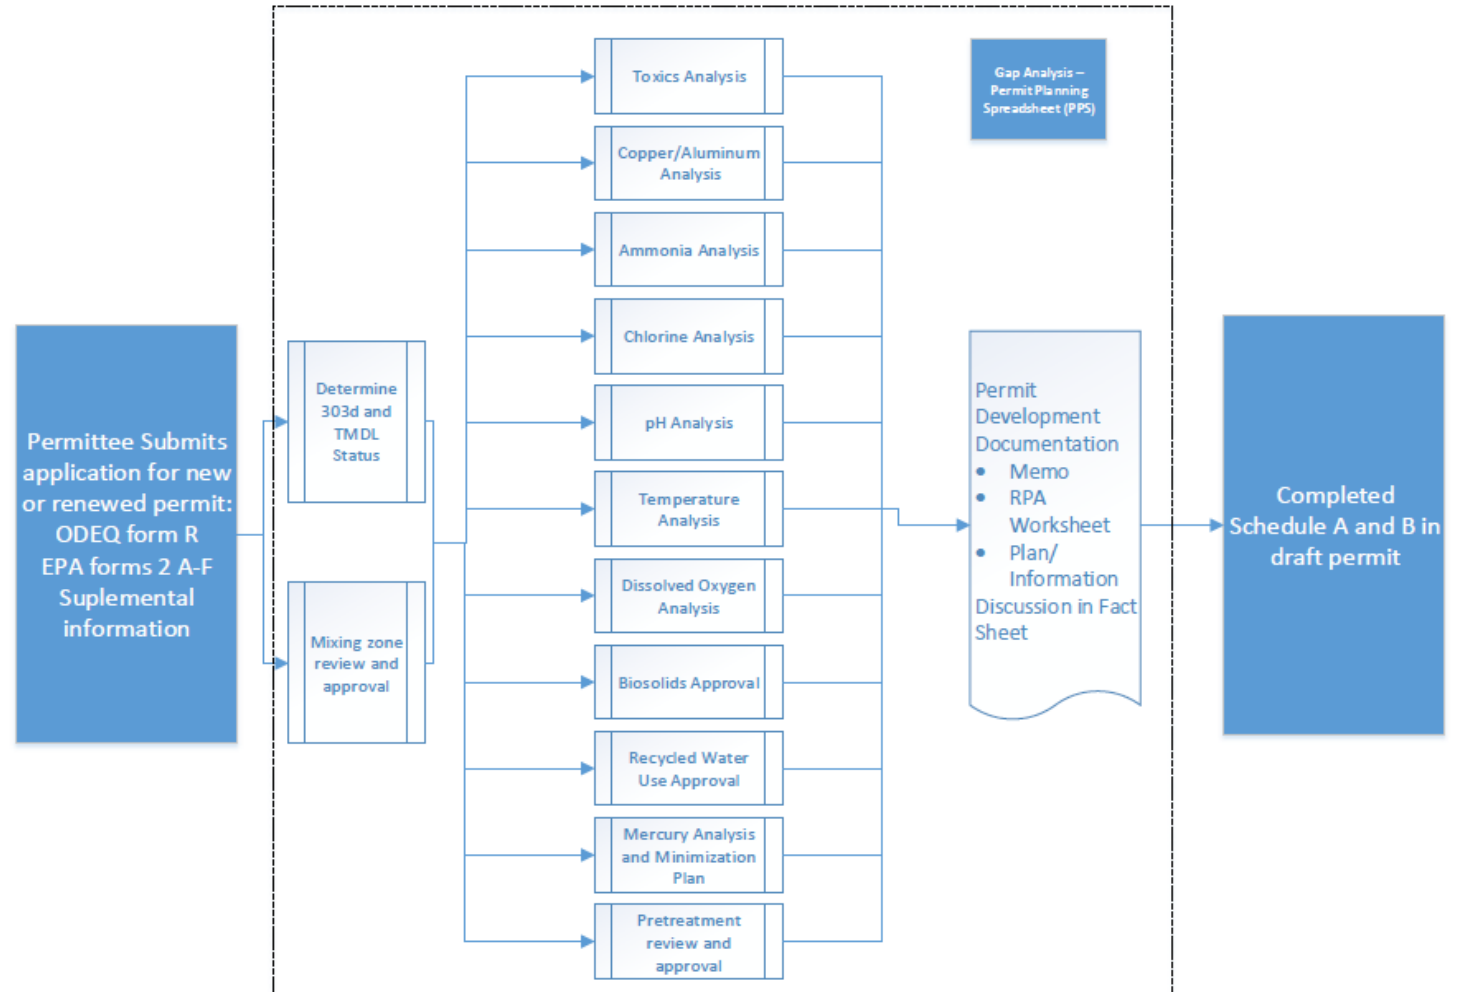 Permittee Submits
application for new
or renewed permit:
ODEQ form R
EPA forms 2 A-F
Suplemental
information
Determine
303d and
TMDL
Status
Mixing zone
review and
approval
Toxics Analysis
Copper/Aluminum
Analysis
Ammonia Analysis
Chlorine Analysis
pH Analysis
Temperature
Analysis
Dissolved Oxygen
Analysis
Biosolids Approval
Recycled Water
Use Approval
Mercury Analysis
and Minimization
Plan
Pretreatment
review and
approval
Gap Analysis –
Permit Planning
Spreadsheet (PPS)
Permit
Development
Documentation
• Memo
• RPA
Worksheet
• Plan/
Information
Discussion in Fact
Sheet
Completed
Schedule A and B in
draft permit